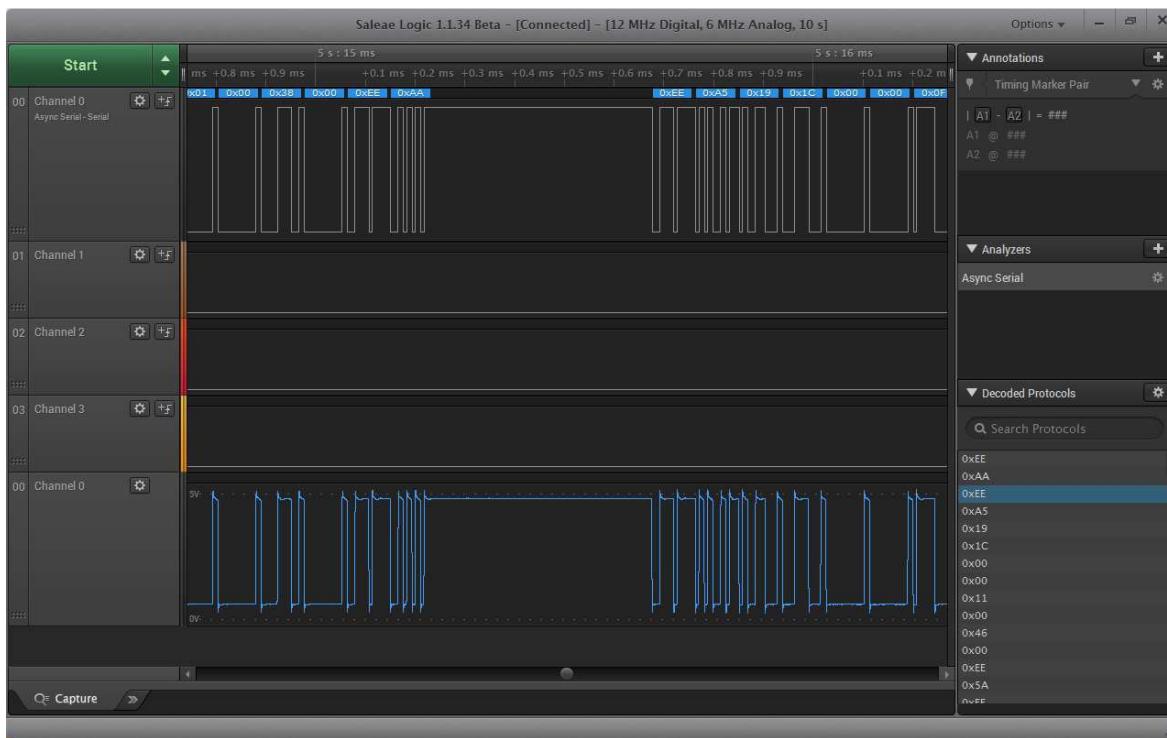 Saleae Logic 1.1.34 Beta - [Connected] - [12 MHz Digital, 6 MHz Analog, 10 s]
Options
Start
5 s : 15 ms
5 s : 16 ms
ms +0.8 ms +0.9 ms
+0.1 ms +0.2 ms +0.3 ms +0.4 ms +0.5 ms +0.6 ms +0.7 ms +0.8 ms +0.9 ms
+0.1 ms +0.2 m
x01 0x00 0x38 0x00 0xEE 0xAA
0xEE 0xA5 0x19 0x1C 0x00 0x00 0x0F
00 Channel 0
Async Serial - Serial
01 Channel 1
02 Channel 2
03 Channel 3
00 Channel 0
5V
0V
Capture
Annotations
Timing Marker Pair
| A1 - A2 | = ###
A1 @ ###
A2 @ ###
Analyzers
Async Serial
Decoded Protocols
Search Protocols
0xEE
0xAA
0xEE
0xA5
0x19
0x1C
0x00
0x00
0x11
0x00
0x46
0x00
0xEE
0x5A